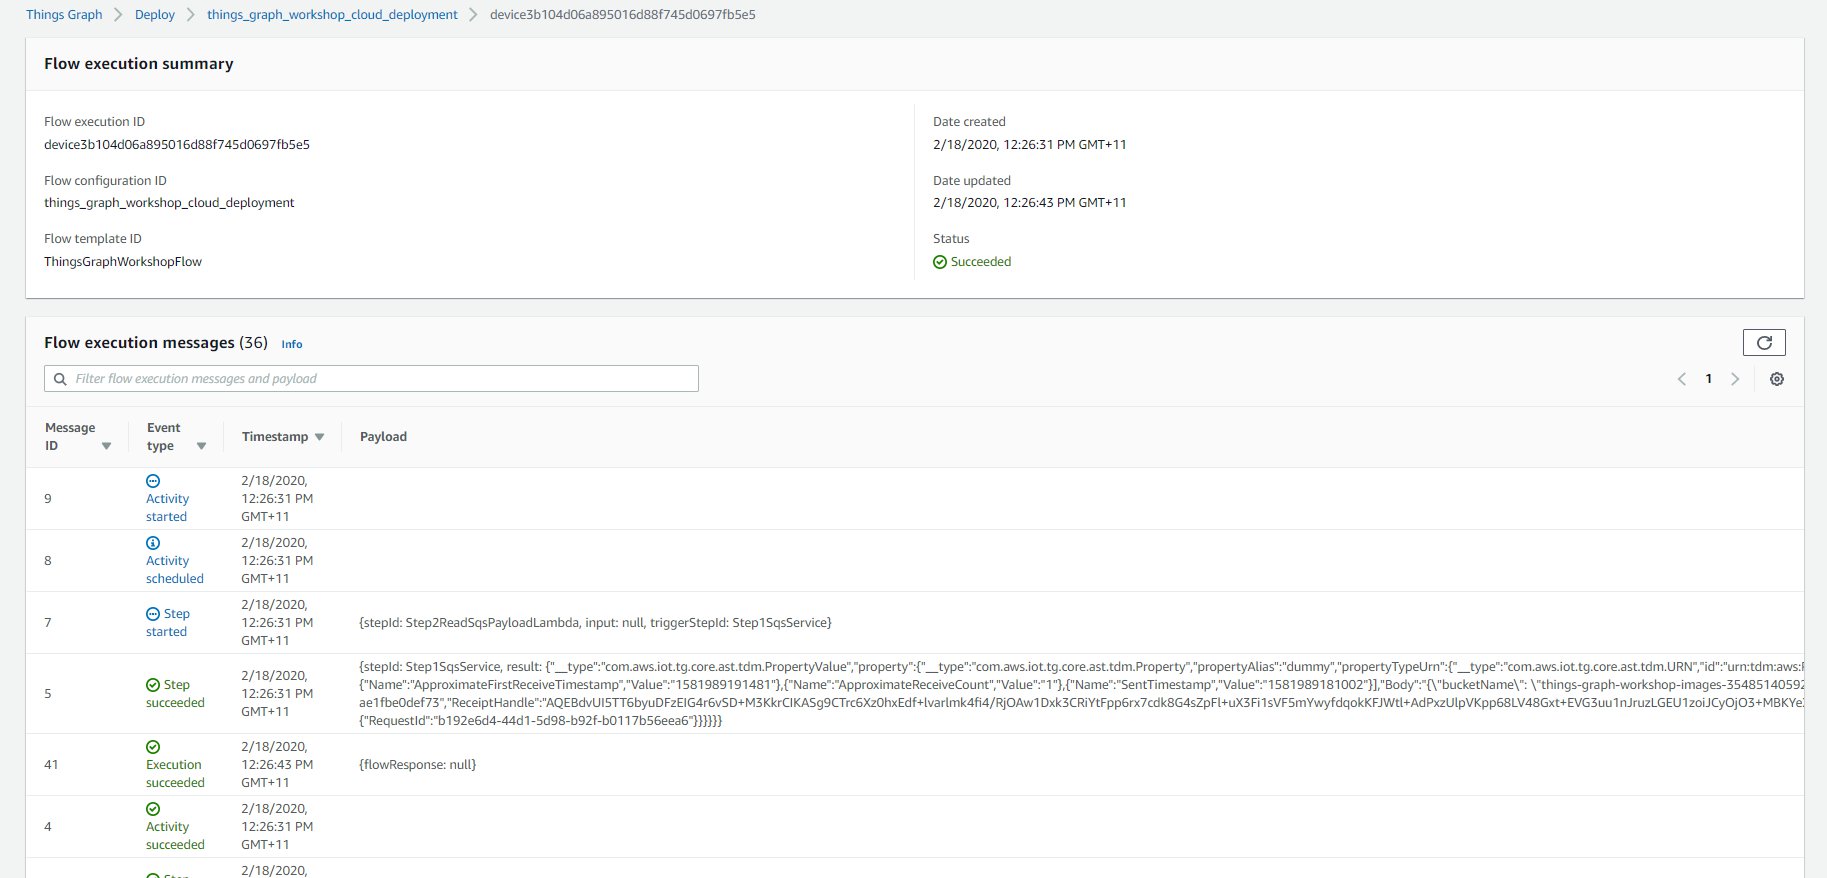 Things Graph > Deploy > things_graph_workshop_cloud_deployment > device3b104d06a895016d88f745d0697fb5e5
Flow execution summary
Flow execution ID
device3b104d06a895016d88f745d0697fb5e5
Flow configuration ID
things_graph_workshop_cloud_deployment
Flow template ID
ThingsGraphWorkshopFlow
Date created
2/18/2020, 12:26:31 PM GMT+11
Date updated
2/18/2020, 12:26:43 PM GMT+11
Status
Succeeded
Flow execution messages (36) Info
Filter flow execution messages and payload
1
Message ID
Event type
Timestamp
Payload
9
Activity started
2/18/2020, 12:26:31 PM GMT+11
8
Activity scheduled
2/18/2020, 12:26:31 PM GMT+11
7
Step started
2/18/2020, 12:26:31 PM GMT+11
{stepId: Step2ReadSqsPayloadLambda, input: null, triggerStepId: Step1SqsService}
5
Step succeeded
2/18/2020, 12:26:31 PM GMT+11
{stepId: Step1SqsService, result: {"__type":"com.aws.iot.tg.core.ast.tdm.PropertyValue","property":{"__type":"com.aws.iot.tg.core.ast.tdm.Property","propertyAlias":"dummy","propertyTypeUrn":{"__type":"com.aws.iot.tg.core.ast.tdm.URN","id":"urn:tdm:aws:
{"Name":"ApproximateFirstReceiveTimestamp","Value":"1581989191481"},{"Name":"ApproximateReceiveCount","Value":"1"},{"Name":"SentTimestamp","Value":"1581989181002"}],"Body":"{\"bucketName\": \"things-graph-workshop-images-35485140592
ae1fbe0def73","ReceiptHandle":"AQEBdvUI5TT6byuDFzEIG4r6vSD+M3KkrCIKASg9CTrc6Xz0hxEdf+lvarlmk4fi4/RjOAw1Dxk3CRiYtFpp6rx7cdk8G4sZpFl+uX3Fi1sVF5mYwyfdqokKFJWtl+AdPxzUlpVKpp68LV48Gxt+EVG3uu1nJruzLGEU1zoiJCyOjO3+MBKYe
{"RequestId":"b192e6d4-44d1-5d98-b92f-b0117b56eea6"}}}}}}
41
Execution succeeded
2/18/2020, 12:26:43 PM GMT+11
{flowResponse: null}
4
Activity succeeded
2/18/2020, 12:26:31 PM GMT+11
Step
2/18/2020,